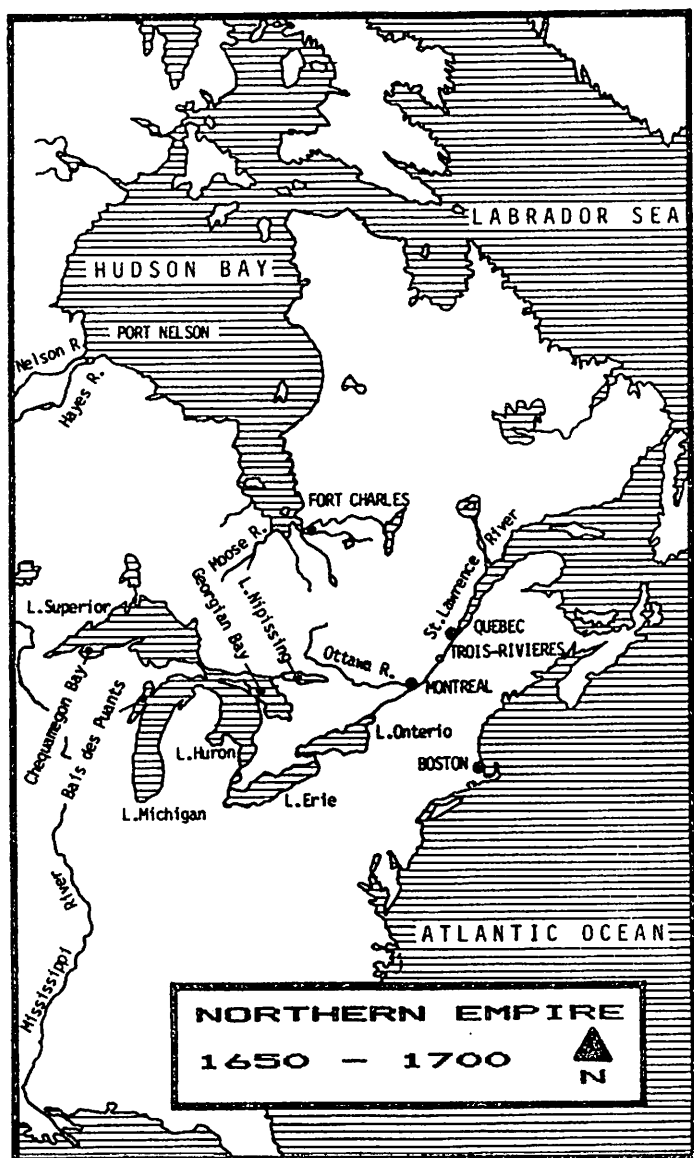 LABRADOR SEA
HUDSON BAY
PORT NELSON
Nelson R.
Hayes R.
FORT CHARLES
Moose R.
Georgian Bay
L.Nipissing
St.Lawrence River
L.Superior
QUEBEC
TROIS-RIVIERES
Ottawa R.
MONTREAL
Chequamegon Bay
Bais des Puants
L.Huron
L.Onterio
BOSTON
L.Erie
L.Michigan
Mississippi River
ATLANTIC OCEAN
NORTHERN EMPIRE
1650 - 1700
N